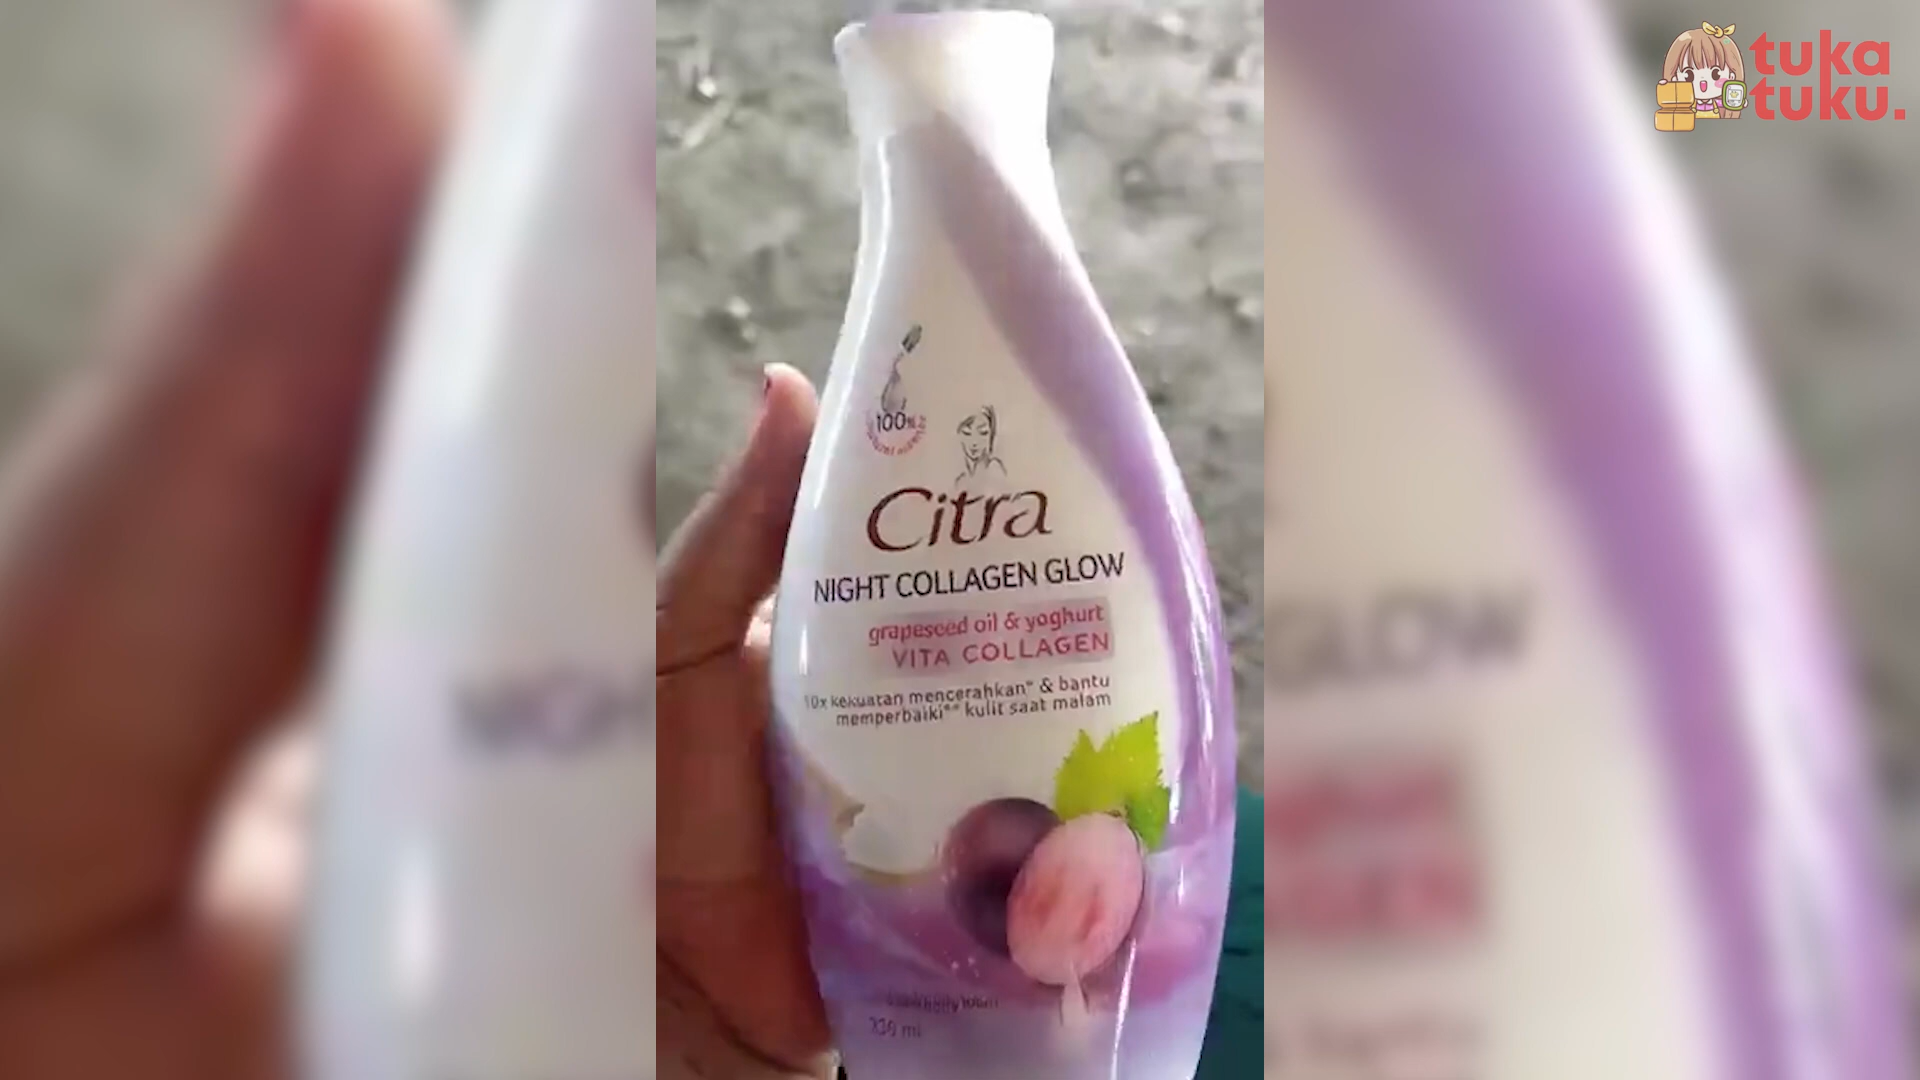 tuka
tuku.
100%
Citra
NIGHT COLLAGEN GLOW
grapeseed oil & yoghurt
VITA COLLAGEN
10x kekuatan mencerahkan* & bantu
memperbaiki** kulit saat malam
GLOW